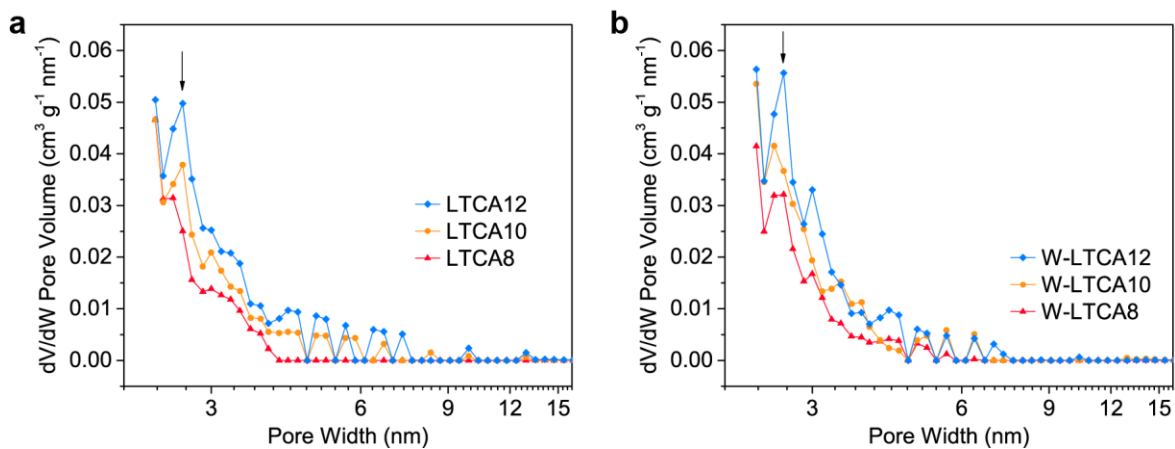 a
dV/dW Pore Volume (cm³ g⁻¹ nm⁻¹)
0.06
0.05
0.04
0.03
0.02
0.01
0.00
LTCA12
LTCA10
LTCA8
3 6 9 12 15
Pore Width (nm)
b
dV/dW Pore Volume (cm³ g⁻¹ nm⁻¹)
0.06
0.05
0.04
0.03
0.02
0.01
0.00
W-LTCA12
W-LTCA10
W-LTCA8
3 6 9 12 15
Pore Width (nm)